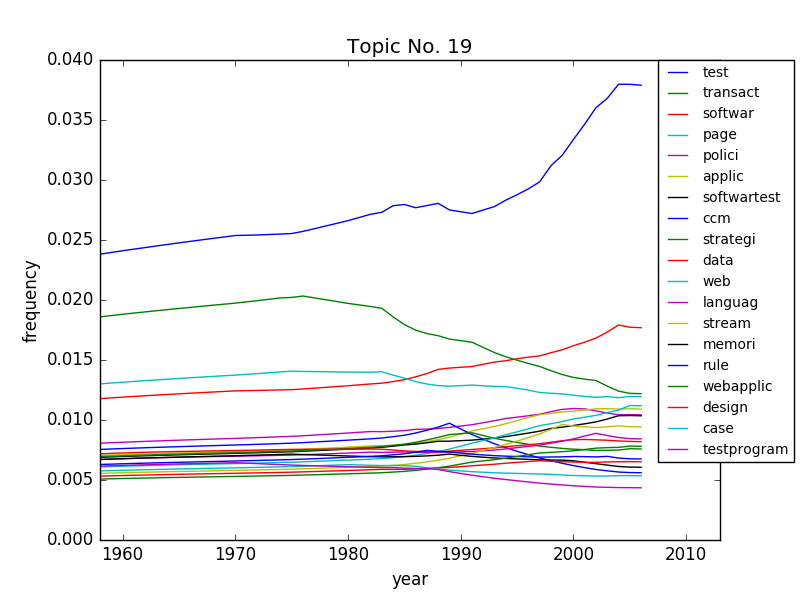 Topic No. 19
0.040
0.035
0.030
0.025
0.020
0.015
0.010
0.005
0.000
frequency
1960 1970 1980 1990 2000 2010
year
test
transact
softwar
page
polici
applic
softwartest
ccm
strategi
data
web
languag
stream
memori
rule
webapplic
design
case
testprogram